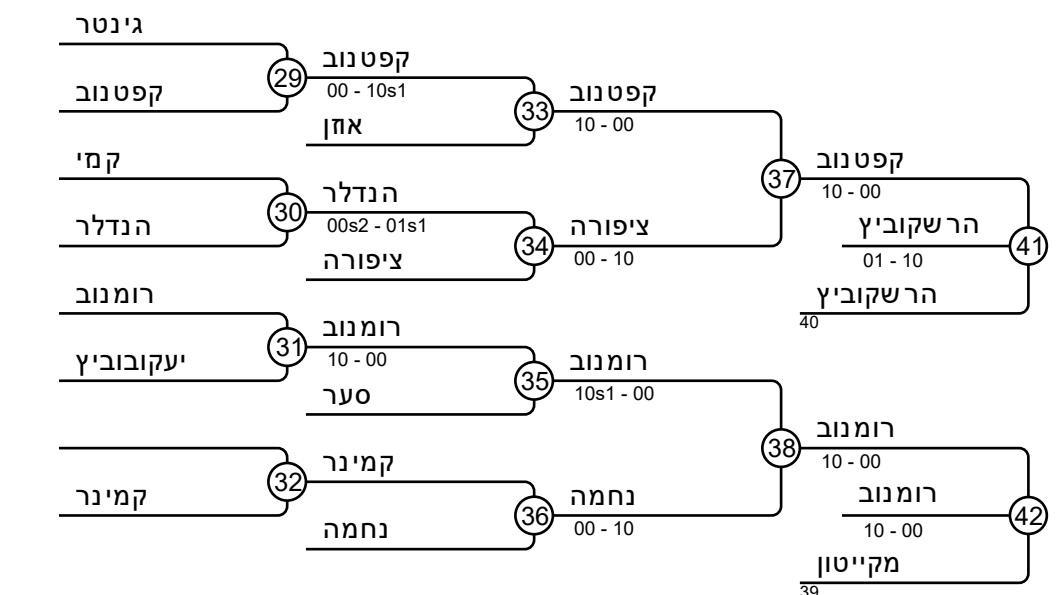 גינטר
קפטנוב
29
קפטנוב
00 - 10s1
אוזן
33
קפטנוב
10 - 00
קמזי
הנדלר
30
הנדלר
00s2 - 01s1
ציפורה
34
ציפורה
00 - 10
37
קפטנוב
10 - 00
הרשקוביץ
01 - 10
הרשקוביץ
40
41
רומנוב
יעקובוביץ
31
רומנוב
10 - 00
סער
35
רומנוב
10s1 - 00
קמינר
32
קמינר
נחמה
36
נחמה
00 - 10
38
רומנוב
10 - 00
רומנוב
10 - 00
מקייטון
39
42